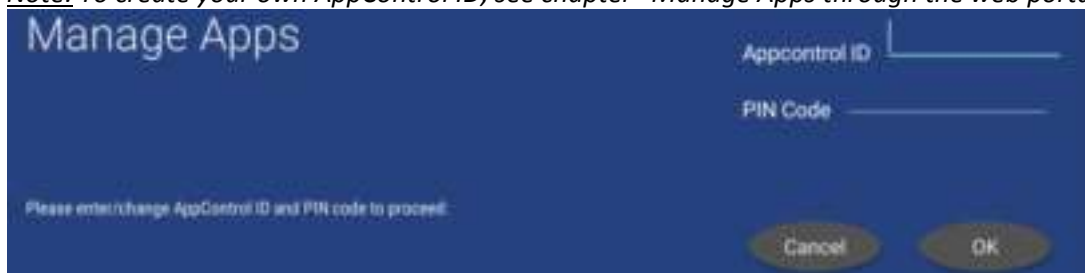 Note: To create your own AppControl ID, see chapter "Manage Apps through the web porta
Manage Apps
Appcontrol ID
PIN Code
Please enter/change AppControl ID and PIN code to proceed.
Cancel
OK